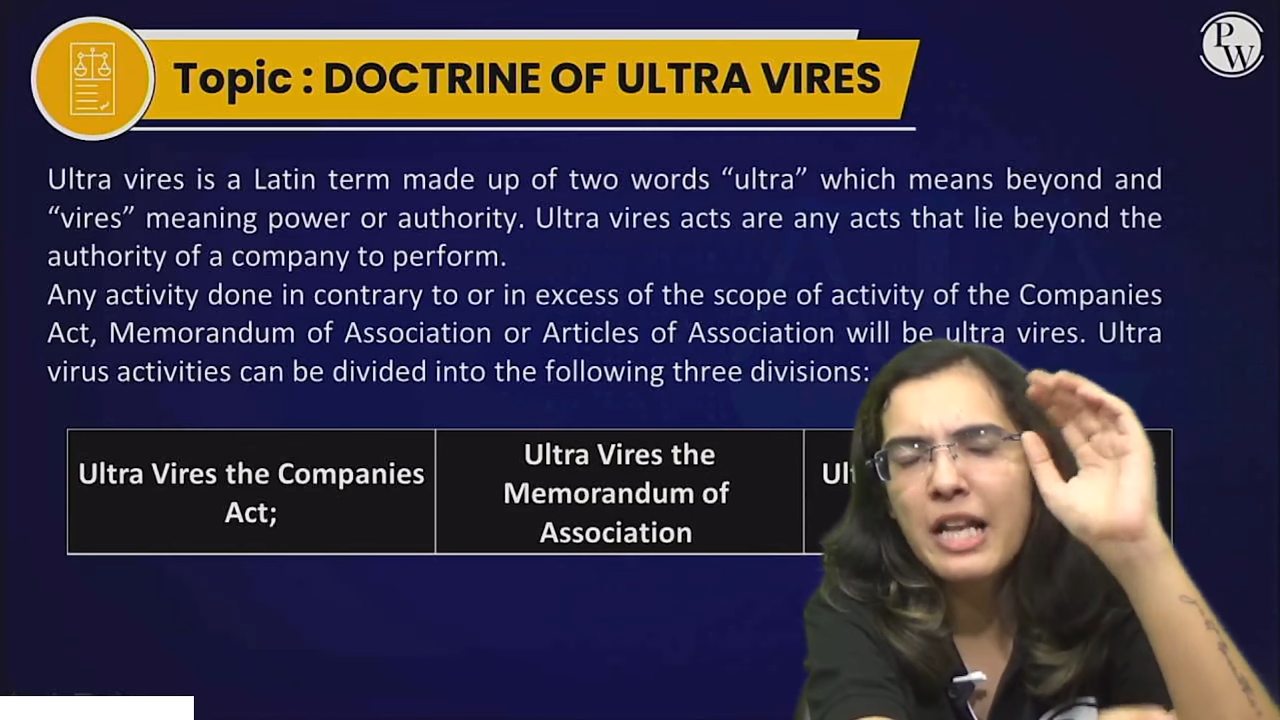 Topic : DOCTRINE OF ULTRA VIRES
PW
Ultra vires is a Latin term made up of two words “ultra” which means beyond and
“vires” meaning power or authority. Ultra vires acts are any acts that lie beyond the
authority of a company to perform.
Any activity done in contrary to or in excess of the scope of activity of the Companies
Act, Memorandum of Association or Articles of Association will be ultra vires. Ultra
virus activities can be divided into the following three divisions:
Ultra Vires the Companies
Act;
Ultra Vires the
Memorandum of
Association